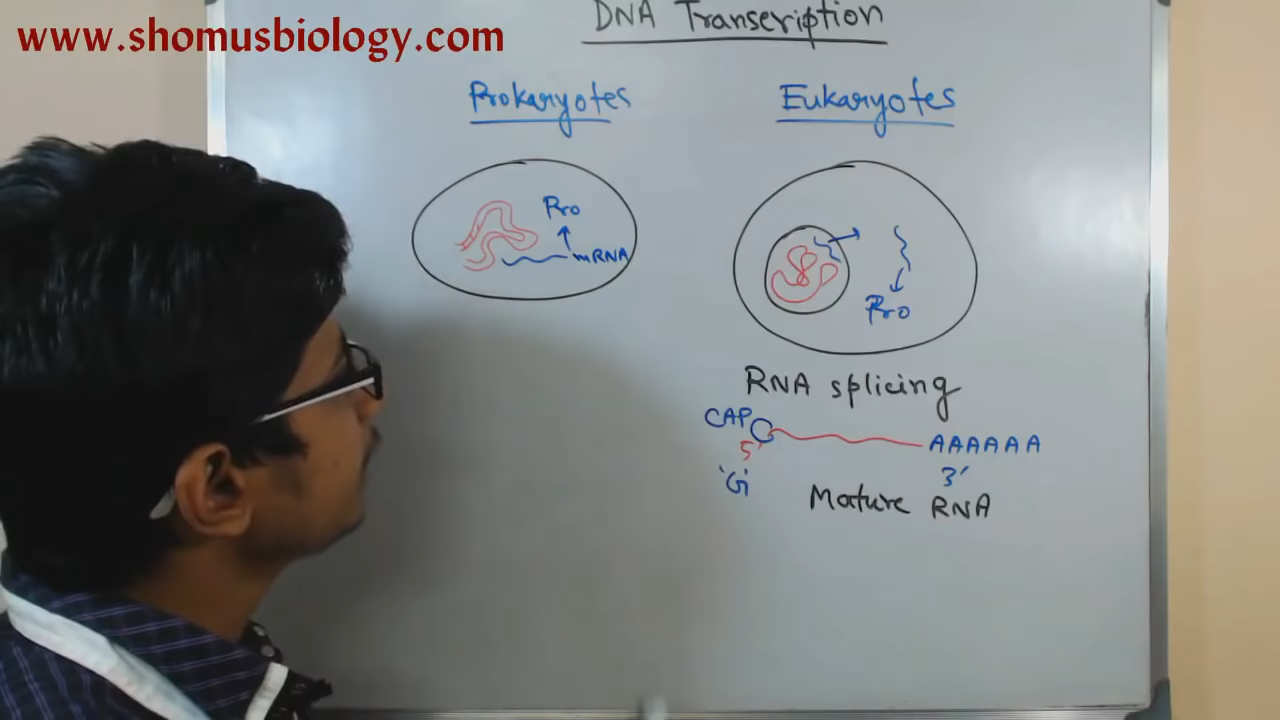 www.shomusbiology.com
DNA Transcription
Prokaryotes
Eukaryotes
Pro
mRNA
Pro
RNA splicing
CAP
5'
AAAAAA
3'
'G'
Mature RNA